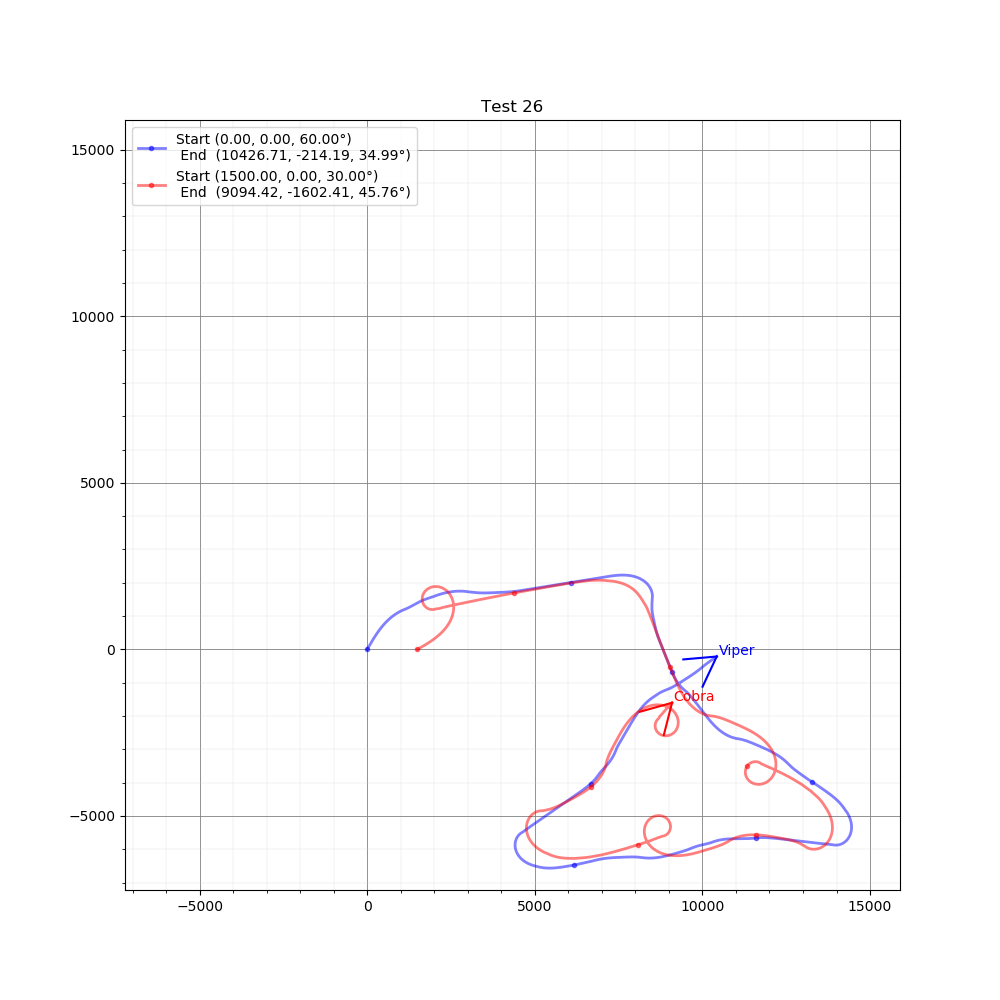 Test 26
Start (0.00, 0.00, 60.00°)
End (10426.71, -214.19, 34.99°)
Start (1500.00, 0.00, 30.00°)
End (9094.42, -1602.41, 45.76°)
15000
10000
5000
0
−5000
Viper
Cobra
−5000
0
5000
10000
15000